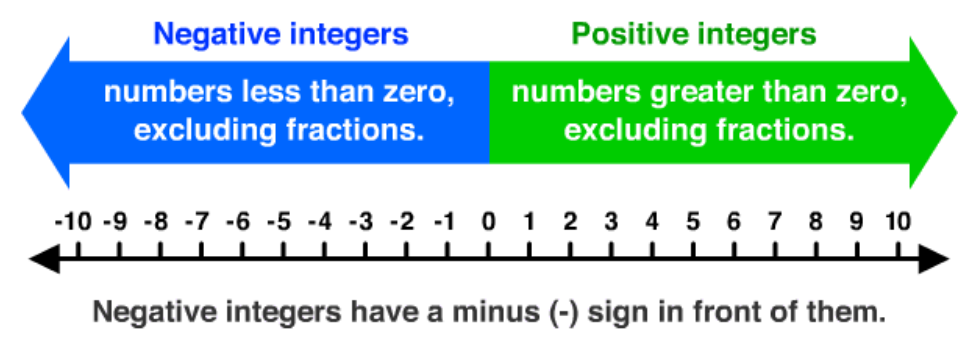 Negative integers Positive integers
numbers less than zero, numbers greater than zero,
excluding fractions. excluding fractions.
-10 -9 -8 -7 -6 -5 -4 -3 -2 -1 0 1 2 3 4 5 6 7 8 9 10
Negative integers have a minus (-) sign in front of them.